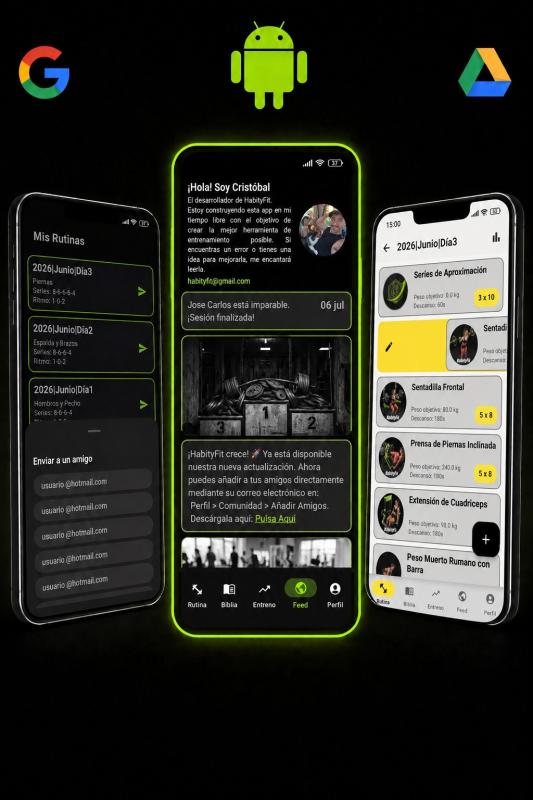 Mis Rutinas
2026|Junio|Día3
Piernas
Series: 8-6-6-4
Ritmo: 1-0-2
2026|Junio|Día2
Espalda y Brazos
Series: 8-6-6-4
Ritmo: 1-0-2
2026|Junio|Día1
Hombros y Pecho
Series: 8-6-6-4
Enviar a un amigo
usuario @hotmail.com
usuario @hotmail.com
usuario @hotmail.com
usuario @hotmail.com
usuario @hotmail.com
37
¡Hola! Soy Cristóbal
El desarrollador de HabityFit.
Estoy construyendo esta app en mi
tiempo libre con el objetivo de
crear la mejor herramienta de
entrenamiento posible. Si
encuentras un error o tienes una
idea para mejorarla, me encantará
leerla.
habityfit@gmail.com
Jose Carlos está imparable. 06 jul
¡Sesión finalizada!
3 1 2
¡HabityFit crece! 🚀 Ya está disponible
nuestra nueva actualización. Ahora
puedes añadir a tus amigos directamente
mediante su correo electrónico en:
Perfil > Comunidad > Añadir Amigos.
Descárgala aquí: Pulsa Aquí
Rutina Biblia Entreno Feed Perfil
15:00
2026|Junio|Día3
Series de Aproximación
Peso objetivo: 0.0 kg
Descanso: 60s
3 x 10
Sentadi
Peso obje
Descanso
Sentadilla Frontal
Peso objetivo: 80.0 kg
Descanso: 180s
5 x 8
Prensa de Piernas Inclinada
Peso objetivo: 240.0 kg
Descanso: 180s
5 x 8
Extensión de Cuadríceps
Peso objetivo: 90.0 kg
Descanso: 180s
Peso Muerto Rumano con
Barra
Rutina Biblia Entreno Feed Perfil